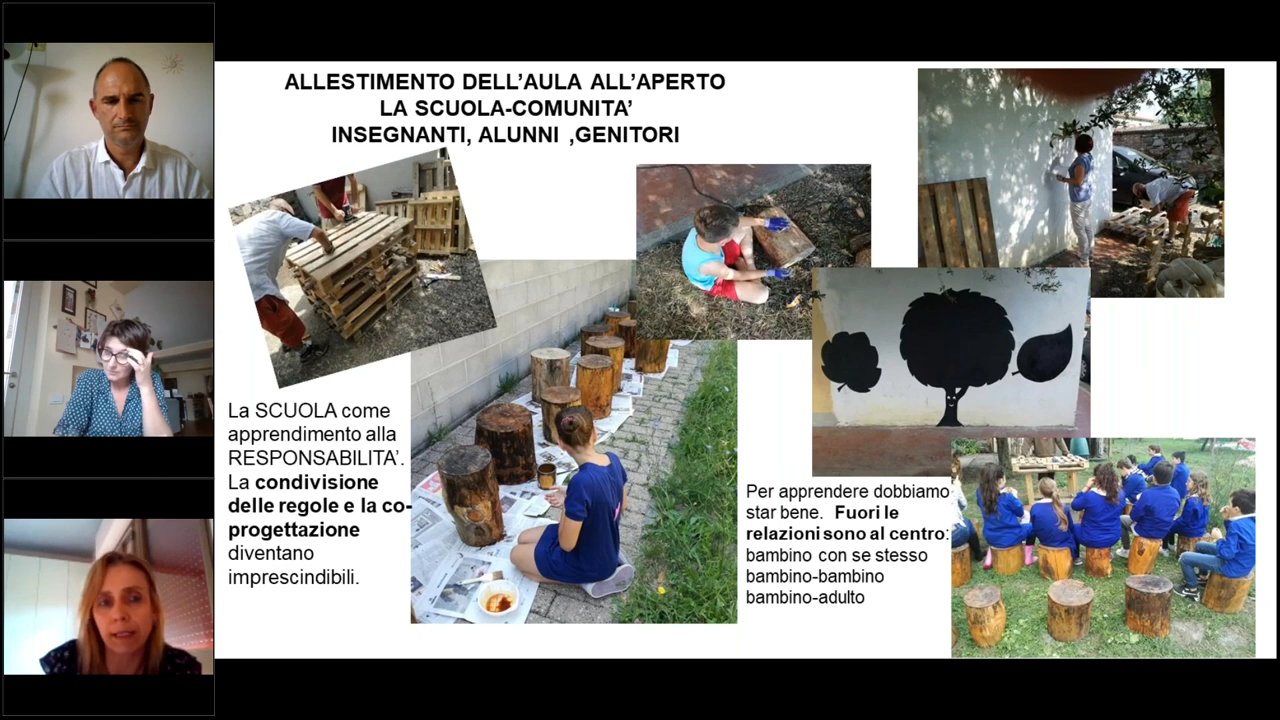 ALLESTIMENTO DELL'AULA ALL'APERTO
LA SCUOLA-COMUNITA'
INSEGNANTI, ALUNNI ,GENITORI
La SCUOLA come
apprendimento alla
RESPONSABILITA'.
La condivisione
delle regole e la co-
progettazione
diventano
imprescindibili.
Per apprendere dobbiamo
star bene. Fuori le
relazioni sono al centro:
bambino con se stesso
bambino-bambino
bambino-adulto